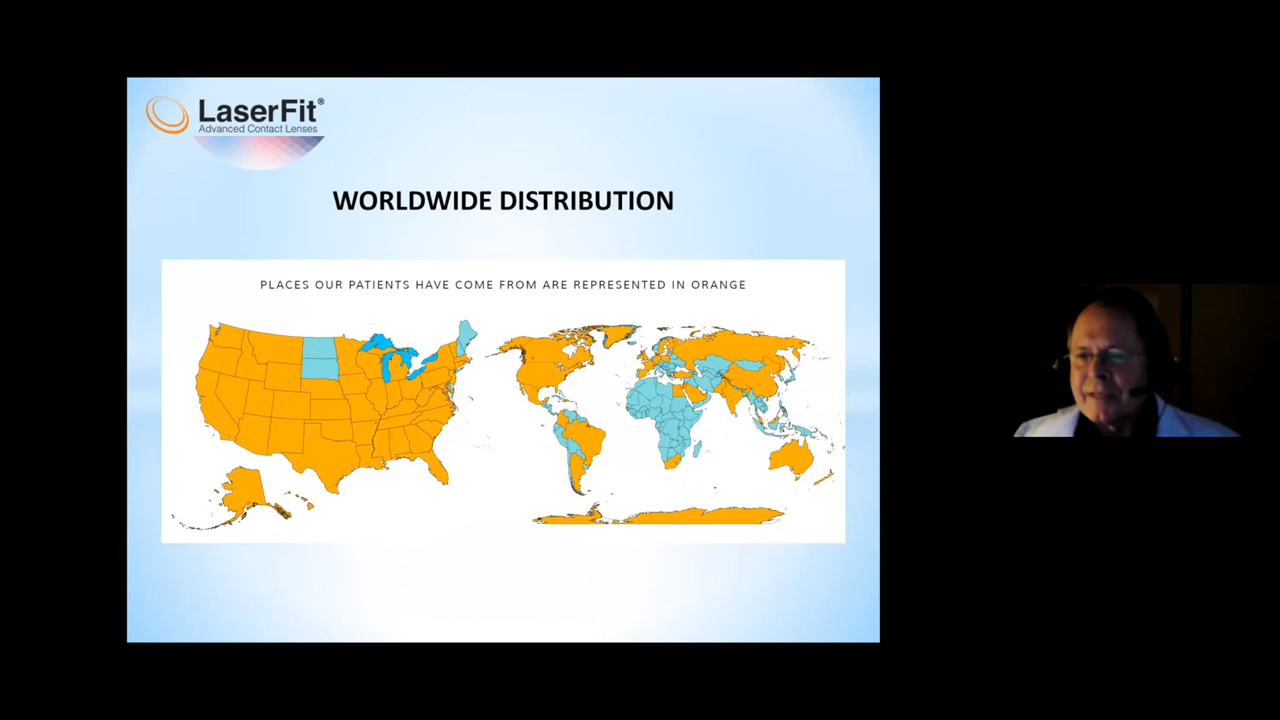 LaserFit®
Advanced Contact Lenses
WORLDWIDE DISTRIBUTION
PLACES OUR PATIENTS HAVE COME FROM ARE REPRESENTED IN ORANGE